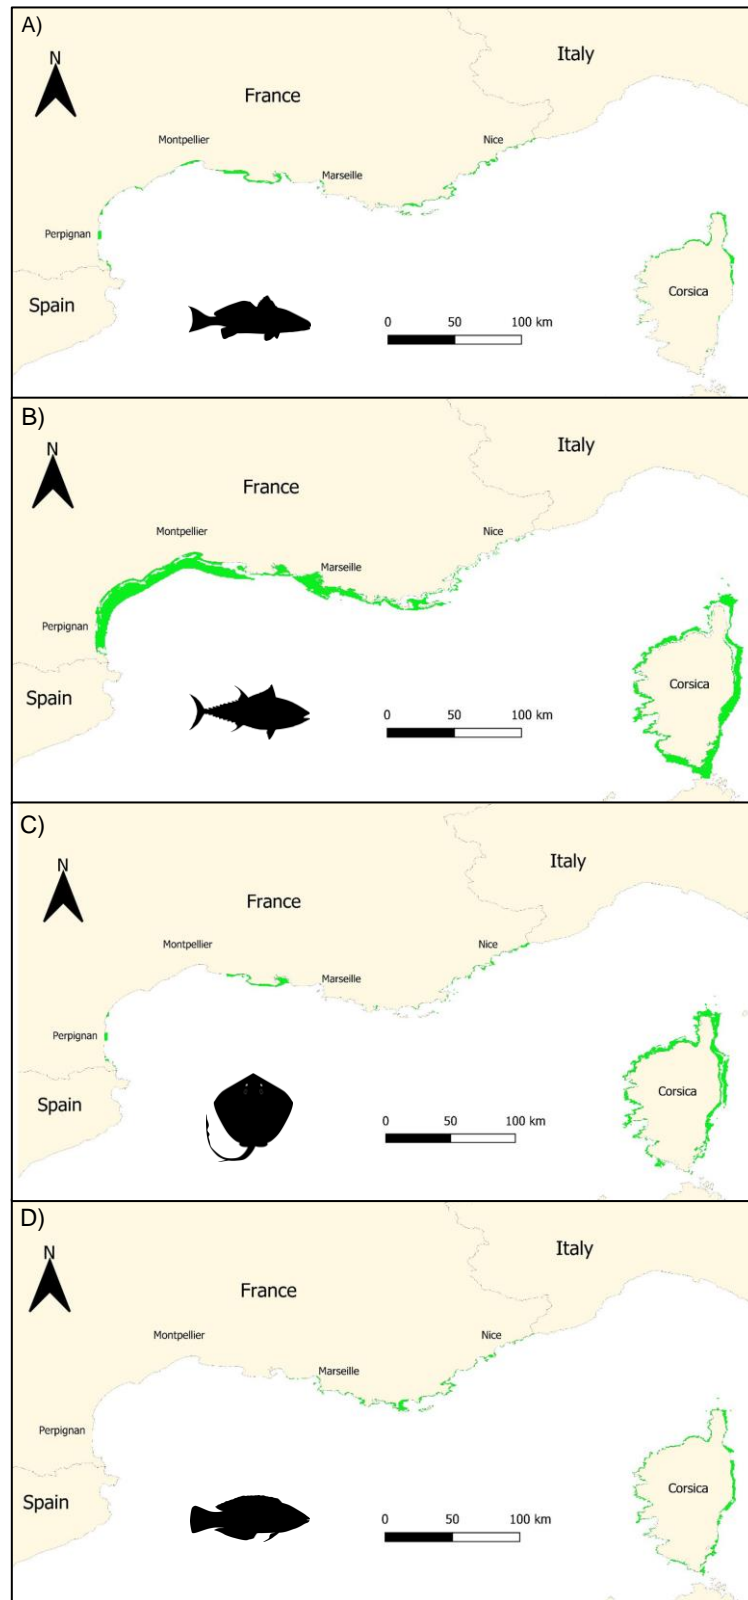 A)
N
Italy
France
Montpellier
Nice
Marseille
Perpignan
Spain
Corsica
0 50 100 km
B)
N
Italy
France
Montpellier
Nice
Marseille
Perpignan
Spain
Corsica
0 50 100 km
C)
N
Italy
France
Montpellier
Nice
Marseille
Perpignan
Spain
Corsica
0 50 100 km
D)
N
Italy
France
Montpellier
Nice
Marseille
Perpignan
Spain
Corsica
0 50 100 km